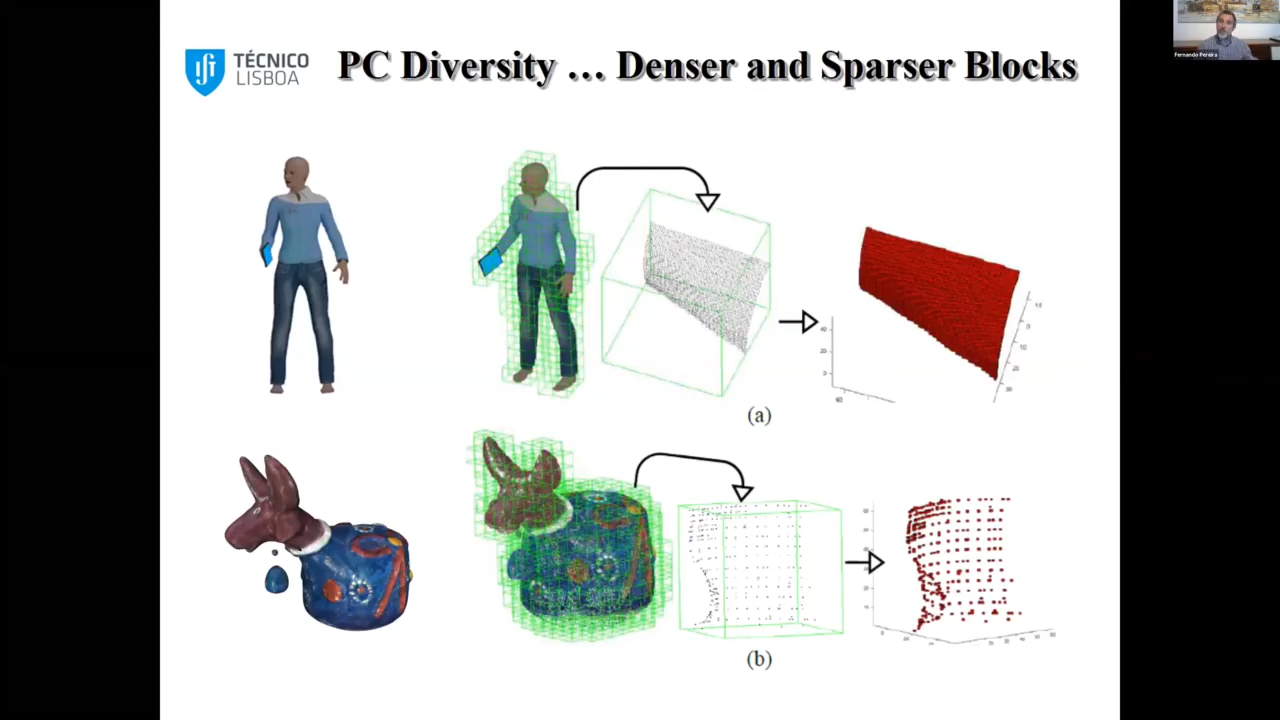 TÉCNICO
LISBOA
PC Diversity … Denser and Sparser Blocks
Fernando Pereira
(a)
(b)